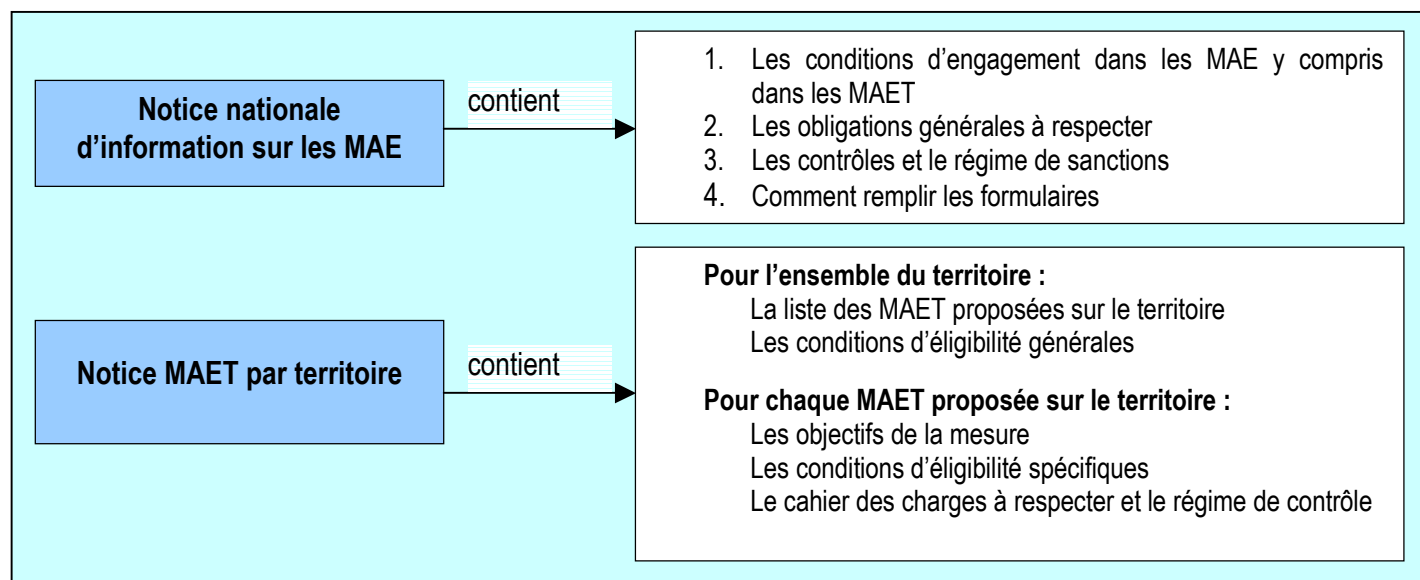 Notice nationale
d’information sur les MAE
contient
1. Les conditions d’engagement dans les MAE y compris
dans les MAET
2. Les obligations générales à respecter
3. Les contrôles et le régime de sanctions
4. Comment remplir les formulaires
Notice MAET par territoire
contient
Pour l’ensemble du territoire :
La liste des MAET proposées sur le territoire
Les conditions d’éligibilité générales
Pour chaque MAET proposée sur le territoire :
Les objectifs de la mesure
Les conditions d’éligibilité spécifiques
Le cahier des charges à respecter et le régime de contrôle